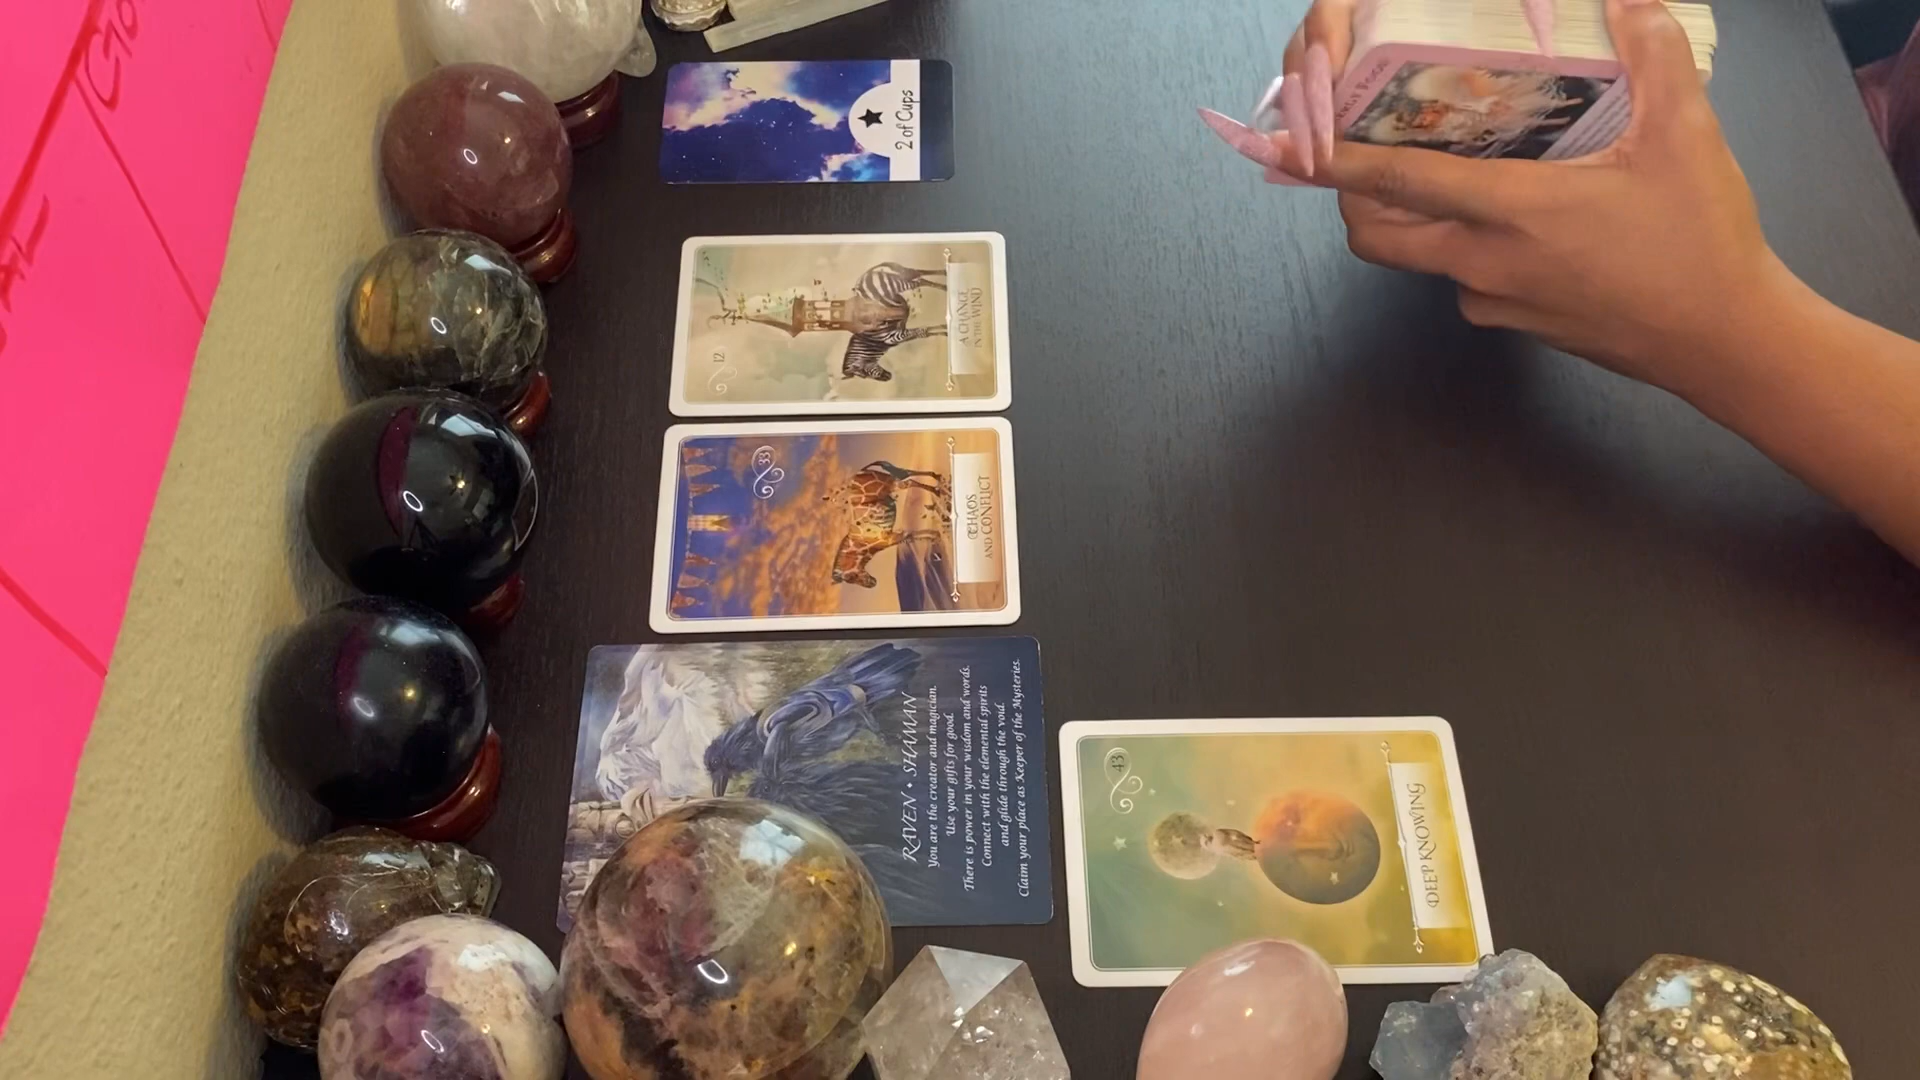 2 of Cups
12
A CHANGE
IN THE WIND
33
CHAOS
AND CONFLICT
RAVEN • SHAMAN
You are the creator and magician.
Use your gifts for good.
There is power in your wisdom and words.
Connect with the elemental spirits
and glide through the void.
Claim your place as Keeper of the Mysteries.
43
DEEP KNOWING